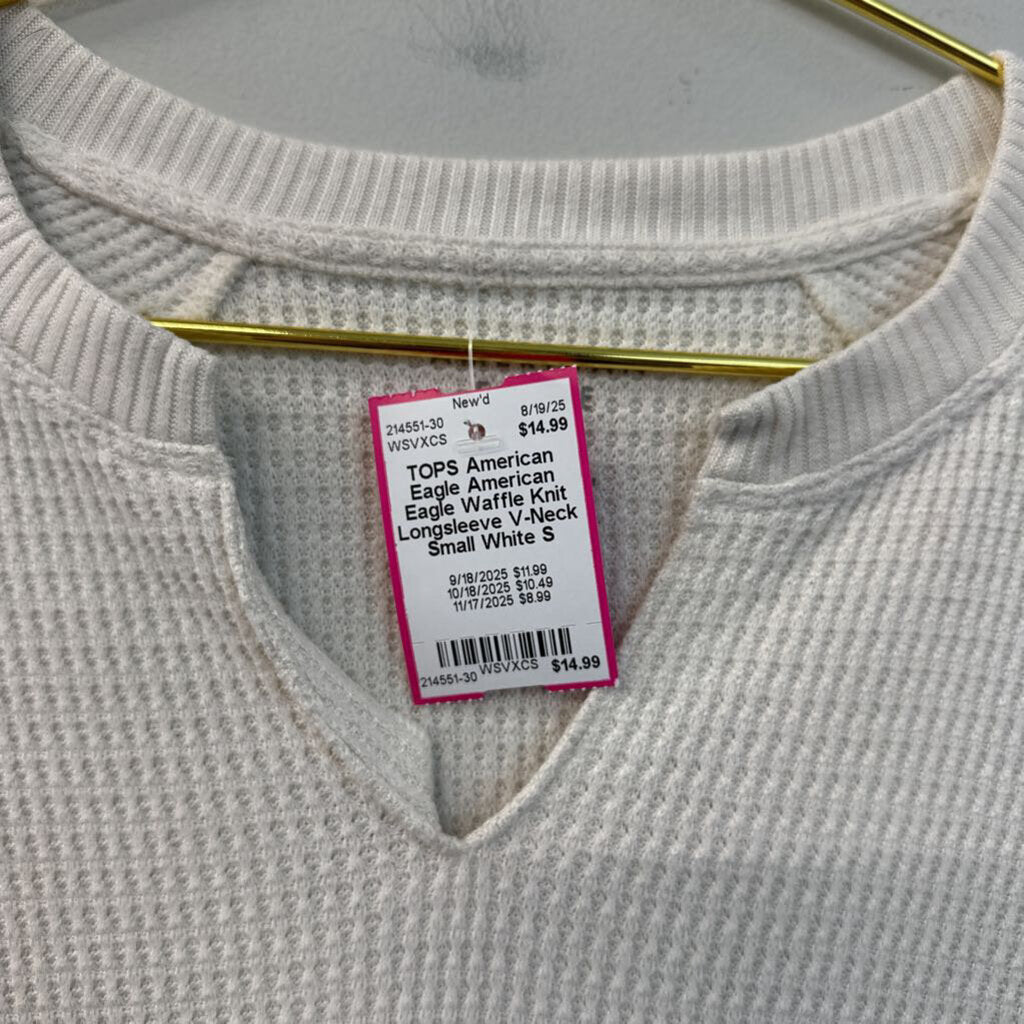 New'd
214551-30 8/19/25
WSVXCS $14.99
TOPS American
Eagle American
Eagle Waffle Knit
Longsleeve V-Neck
Small White S
9/18/2025 $11.99
10/18/2025 $10.49
11/17/2025 $8.99
214551-30 WSVXCS $14.99